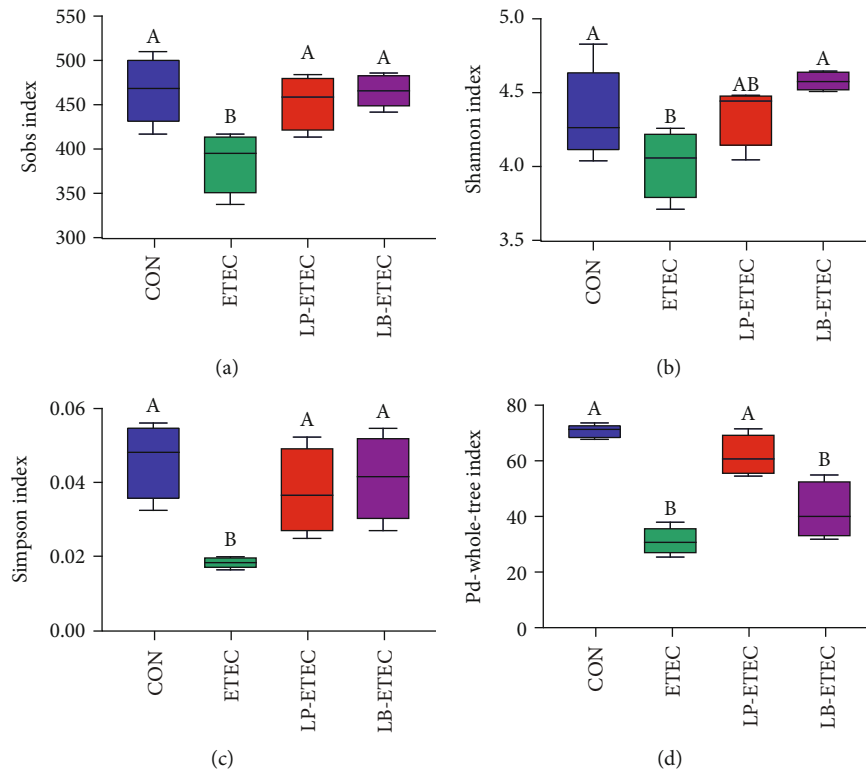 Sobs index
550
500
450
400
350
300
A
B
A
A
CON
ETEC
LP-ETEC
LB-ETEC
(a)
Shannon index
5.0
4.5
4.0
3.5
A
B
AB
A
CON
ETEC
LP-ETEC
LB-ETEC
(b)
Simpson index
0.06
0.04
0.02
0.00
A
B
A
A
CON
ETEC
LP-ETEC
LB-ETEC
(c)
Pd-whole-tree index
80
60
40
20
0
A
B
A
B
CON
ETEC
LP-ETEC
LB-ETEC
(d)